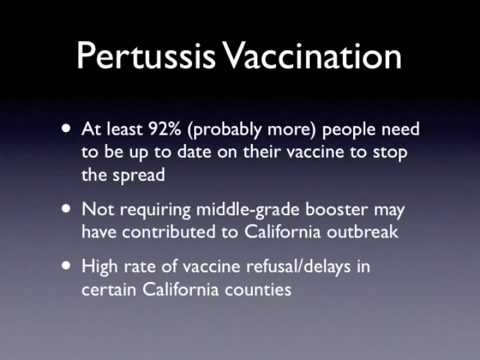 Pertussis Vaccination
• At least 92% (probably more) people need
to be up to date on their vaccine to stop
the spread
• Not requiring middle-grade booster may
have contributed to California outbreak
• High rate of vaccine refusal/delays in
certain California counties